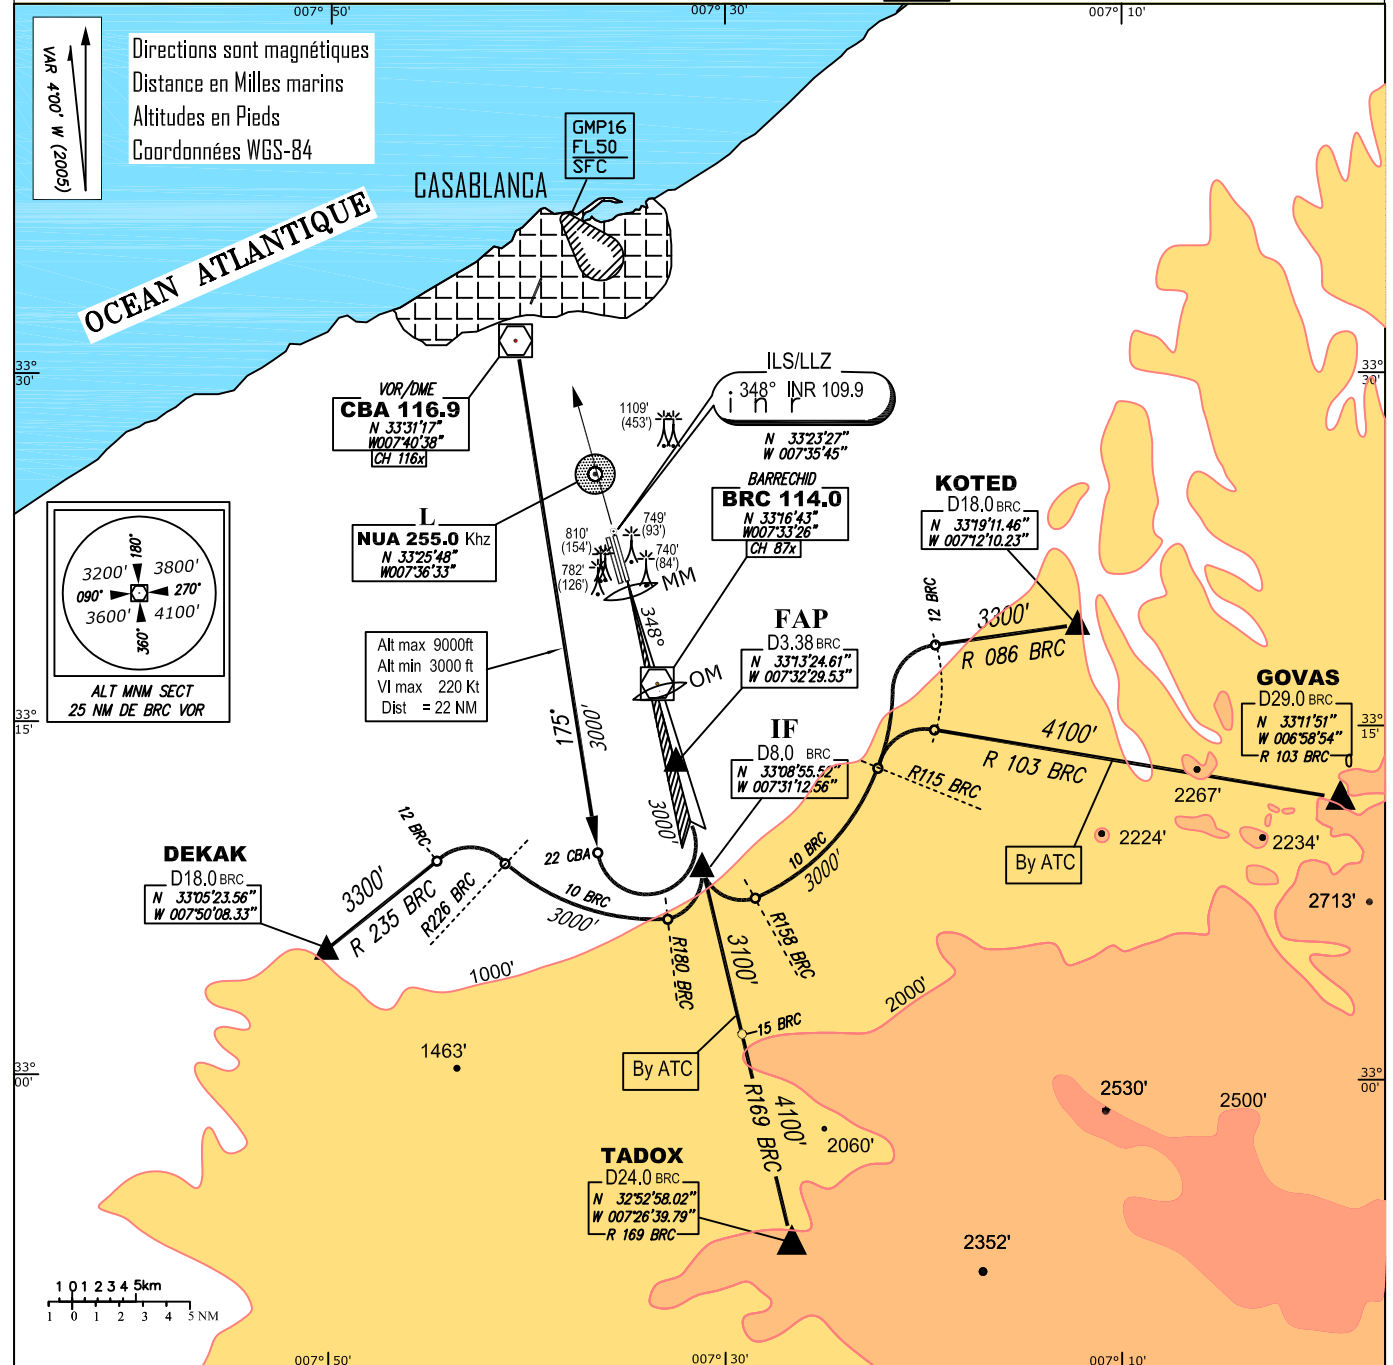 007° 50'
007° 30'
007° 10'
VAR 4°00' W (2005)
Directions sont magnétiques
Distance en Milles marins
Altitudes en Pieds
Coordonnées WGS-84
GMP16
FL50
SFC
CASABLANCA
OCEAN ATLANTIQUE
33°
30'
33°
30'
ILS/LLZ
348° INR 109.9
i n r
N 33°23'27"
W 007°35'45"
1109'
(453')
VOR/DME
CBA 116.9
N 33°31'17"
W007°40'38"
CH 116x
BARRECHID
BRC 114.0
N 33°16'43"
W007°33'26"
CH 87x
KOTED
D18.0 BRC
N 33°19'11.46"
W 007°12'10.23"
L
NUA 255.0 Khz
N 33°25'48"
W007°36'33"
810'
(154')
749'
(93')
740'
(84')
782'
(126')
MM
180°
3200' 3800'
090° 270°
3600' 4100'
360°
ALT MNM SECT
25 NM DE BRC VOR
348°
FAP
D3.38 BRC
N 33°13'24.61"
W 007°32'29.53"
12 BRC
3300'
R 086 BRC
Alt max 9000ft
Alt min 3000 ft
VI max 220 Kt
Dist = 22 NM
OM
GOVAS
D29.0 BRC
N 33°11'51"
W 006°58'54"
R 103 BRC
0
33°
15'
33°
15'
175°
3000'
IF
D8.0 BRC
N 33°08'55.52"
W 007°31'12.56"
4100'
R 103 BRC
R115 BRC
2267'
3000'
12 BRC
22 CBA
10 BRC
3000'
2224'
2234'
By ATC
DEKAK
D18.0 BRC
N 33°05'23.56"
W 007°50'08.33"
3300'
R 235 BRC
R226 BRC
10 BRC
3000'
2713'
R158 BRC
R180 BRC
3100'
1000'
2000'
15 BRC
1463'
By ATC
33°
00'
33°
00'
4100'
R169 BRC
2530'
2500'
2060'
TADOX
D24.0 BRC
N 32°52'58.02"
W 007°26'39.79"
R 169 BRC
2352'
1 0 1 2 3 4 5km
1 0 1 2 3 4 5 NM
007° 50'
007° 30'
007° 10'